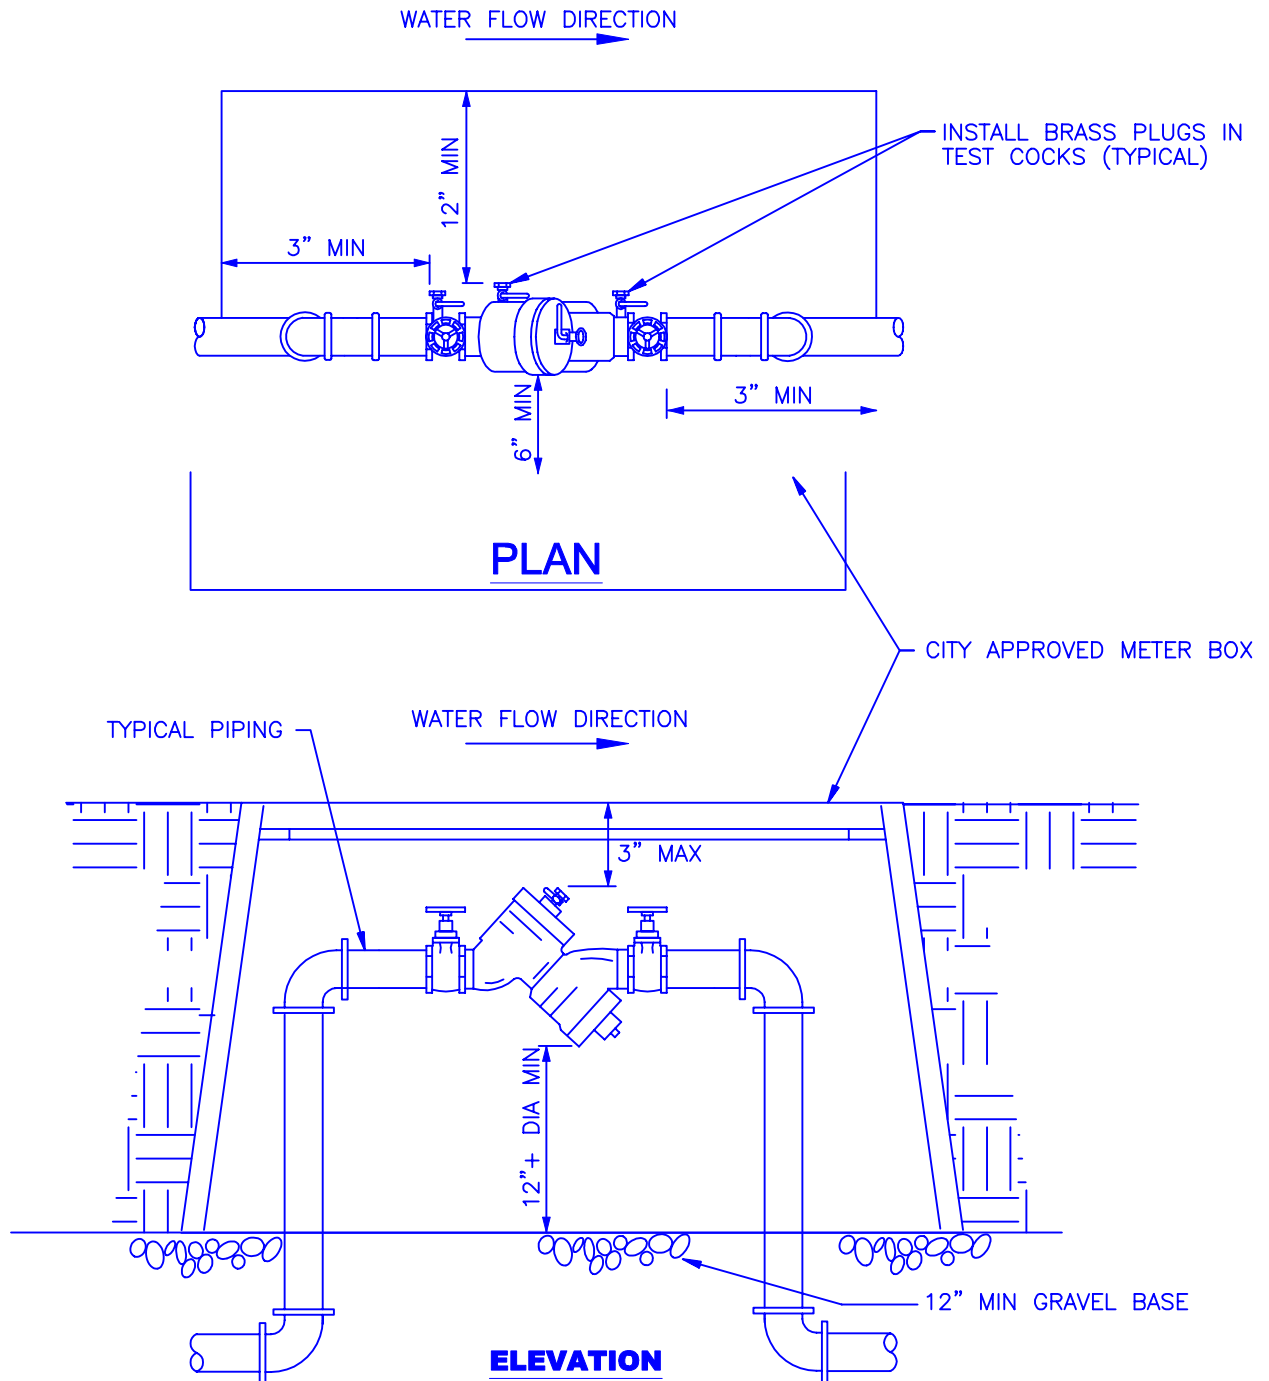 WATER FLOW DIRECTION
INSTALL BRASS PLUGS IN
TEST COCKS (TYPICAL)
12" MIN
3" MIN
3" MIN
6" MIN
PLAN
CITY APPROVED METER BOX
WATER FLOW DIRECTION
TYPICAL PIPING
3" MAX
12"+ DIA MIN
12" MIN GRAVEL BASE
ELEVATION